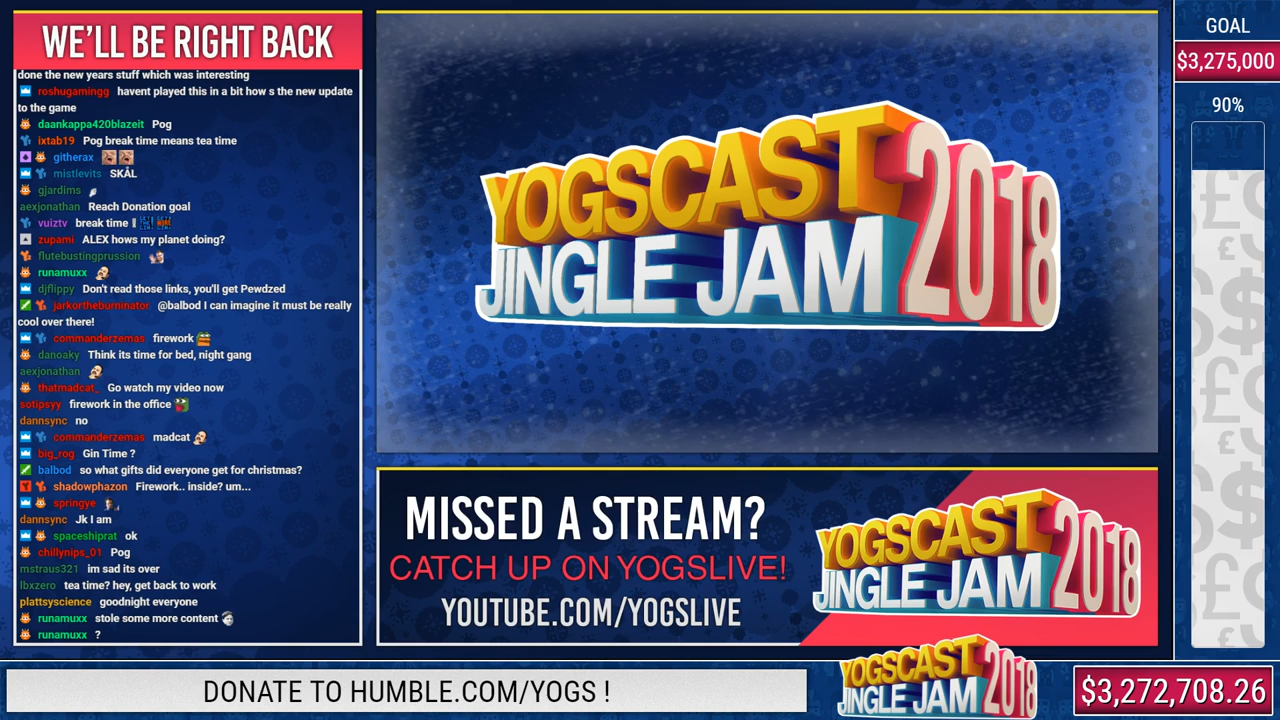 WE'LL BE RIGHT BACK
done the new years stuff which was interesting
roshugamingg havent played this in a bit how s the new update
to the game
daankappa420blazeit Pog
ixtab19 Pog break time means tea time
githerax
mistlevits SKÅL
gjardims
aexjonathan Reach Donation goal
vuiztv break time
zupami ALEX hows my planet doing?
flutebustingprussion
runamuxx
djflippy Don't read those links, you'll get Pewdzed
jarkortheburninator @balbod I can imagine it must be really
cool over there!
commanderzemas firework
danoaky Think its time for bed, night gang
aexjonathan
thatmadcat_ Go watch my video now
sotipsyy firework in the office
dannsync no
commanderzemas madcat
big_rog Gin Time ?
balbod so what gifts did everyone get for christmas?
shadowphazon Firework.. inside? um...
springye
dannsync Jk I am
spaceshiprat ok
chillynips_01 Pog
mstraus321 im sad its over
lbxzero tea time? hey, get back to work
plattsyscience goodnight everyone
runamuxx stole some more content
runamuxx ?
YOGSCAST
JINGLE JAM 2018
MISSED A STREAM?
CATCH UP ON YOGSLIVE!
YOUTUBE.COM/YOGSLIVE
YOGSCAST
JINGLE JAM 2018
GOAL
$3,275,000
90%
DONATE TO HUMBLE.COM/YOGS !
YOGSCAST
JINGLE JAM 2018
$3,272,708.26